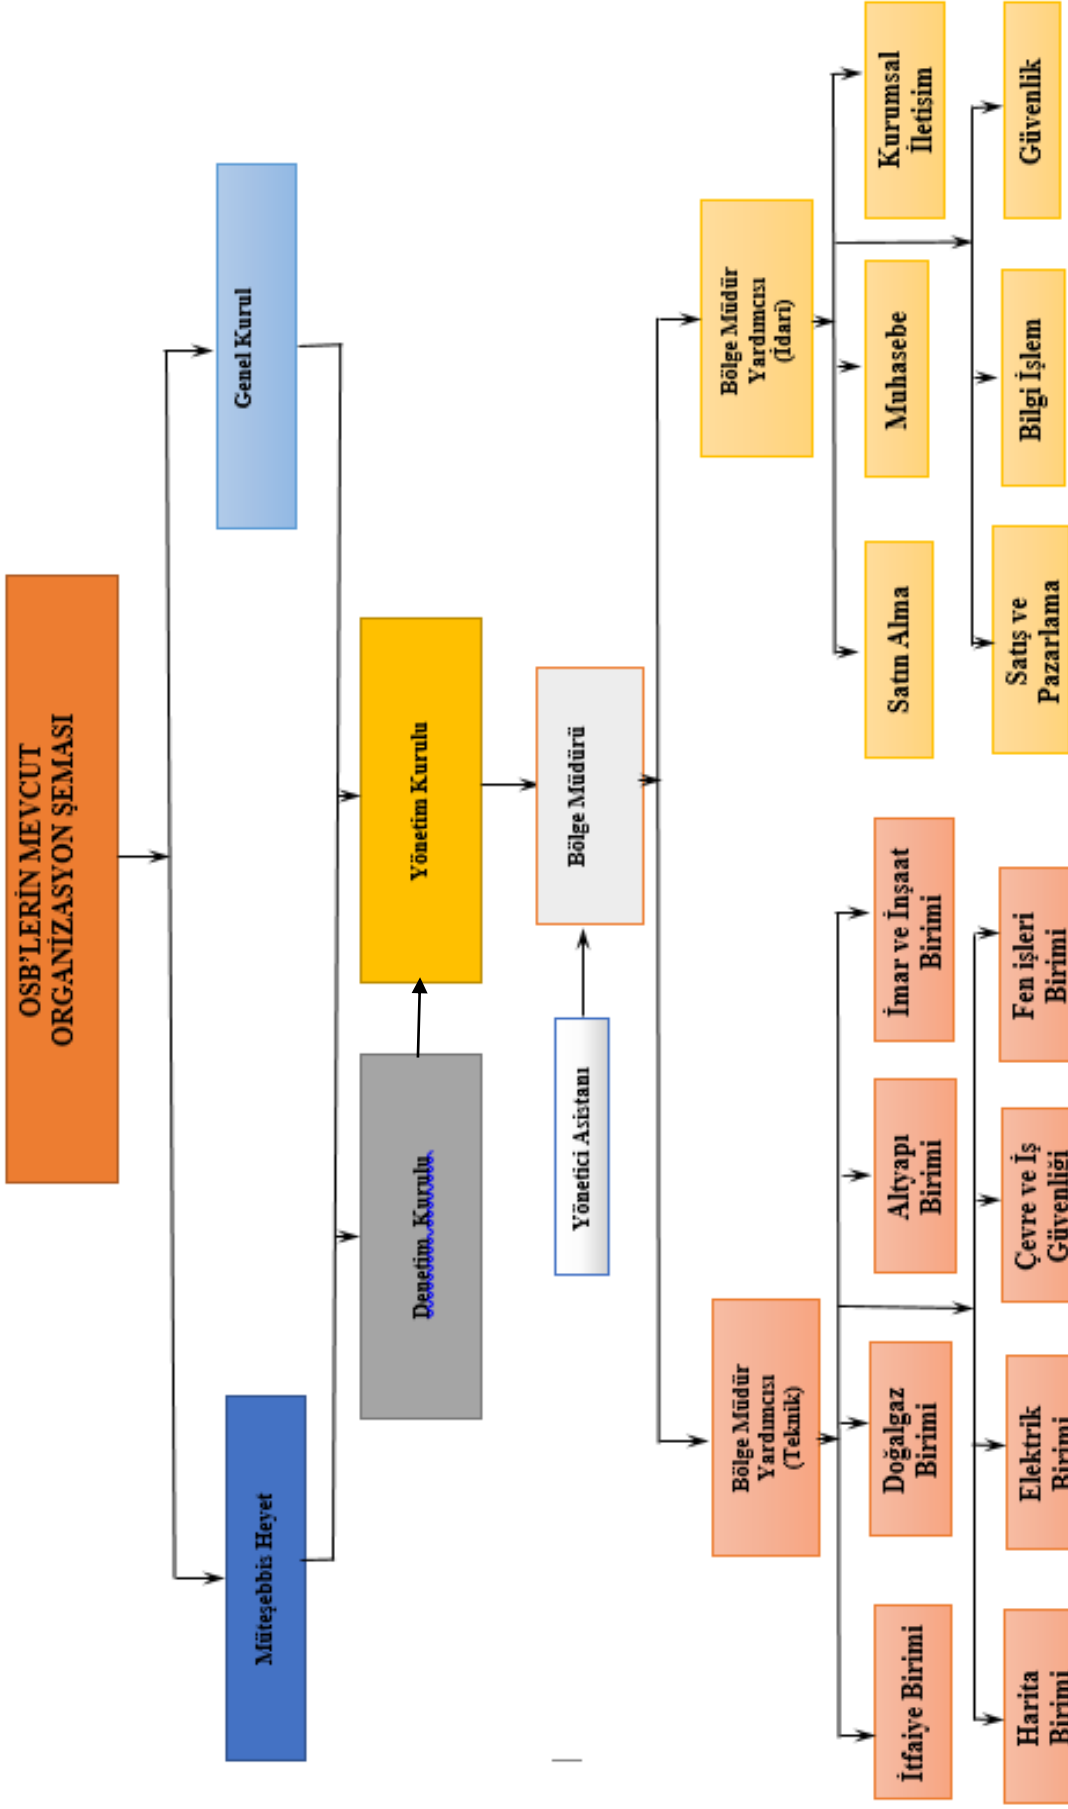 OSB'LERİN MEVCUT
ORGANİZASYON ŞEMASI
Müteşebbis Heyet
Genel Kurul
Denetim Kurulu
Yönetim Kurulu
Yönetici Asistanı
Bölge Müdürü
Bölge Müdür
Yardımcısı
(Teknik)
Bölge Müdür
Yardımcısı
(İdari)
İtfaiye Birimi
Doğalgaz
Birimi
Altyapı
Birimi
İmar ve İnşaat
Birimi
Satın Alma
Muhasebe
Kurumsal
İletişim
Harita
Birimi
Elektrik
Birimi
Çevre ve İş
Güvenliği
Fen işleri
Birimi
Satış ve
Pazarlama
Bilgi İşlem
Güvenlik